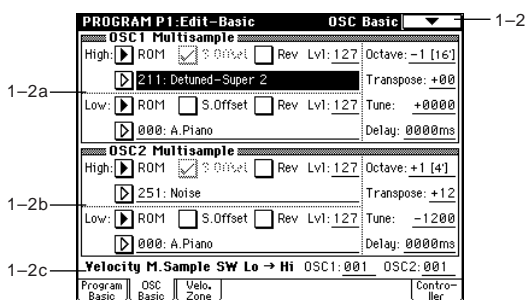 PROGRAM P1:Edit-Basic OSC Basic
1–2
OSC1 Multisample
High: ROM S.Offset Rev Lvl: 127 Octave: -1 [16']
211: Detuned-Super 2 Transpose: +00
1–2a
Low: ROM S.Offset Rev Lvl: 127 Tune: +0000
000: A.Piano Delay: 0000ms
OSC2 Multisample
High: ROM S.Offset Rev Lvl: 127 Octave: +1 [4']
251: Noise Transpose: +12
1–2b
Low: ROM S.Offset Rev Lvl: 127 Tune: -1200
000: A.Piano Delay: 0000ms
1–2c
Velocity M.Sample SW Lo → Hi OSC1: 001 OSC2: 001
Program Basic OSC Basic Velo. Zone Contro-ller